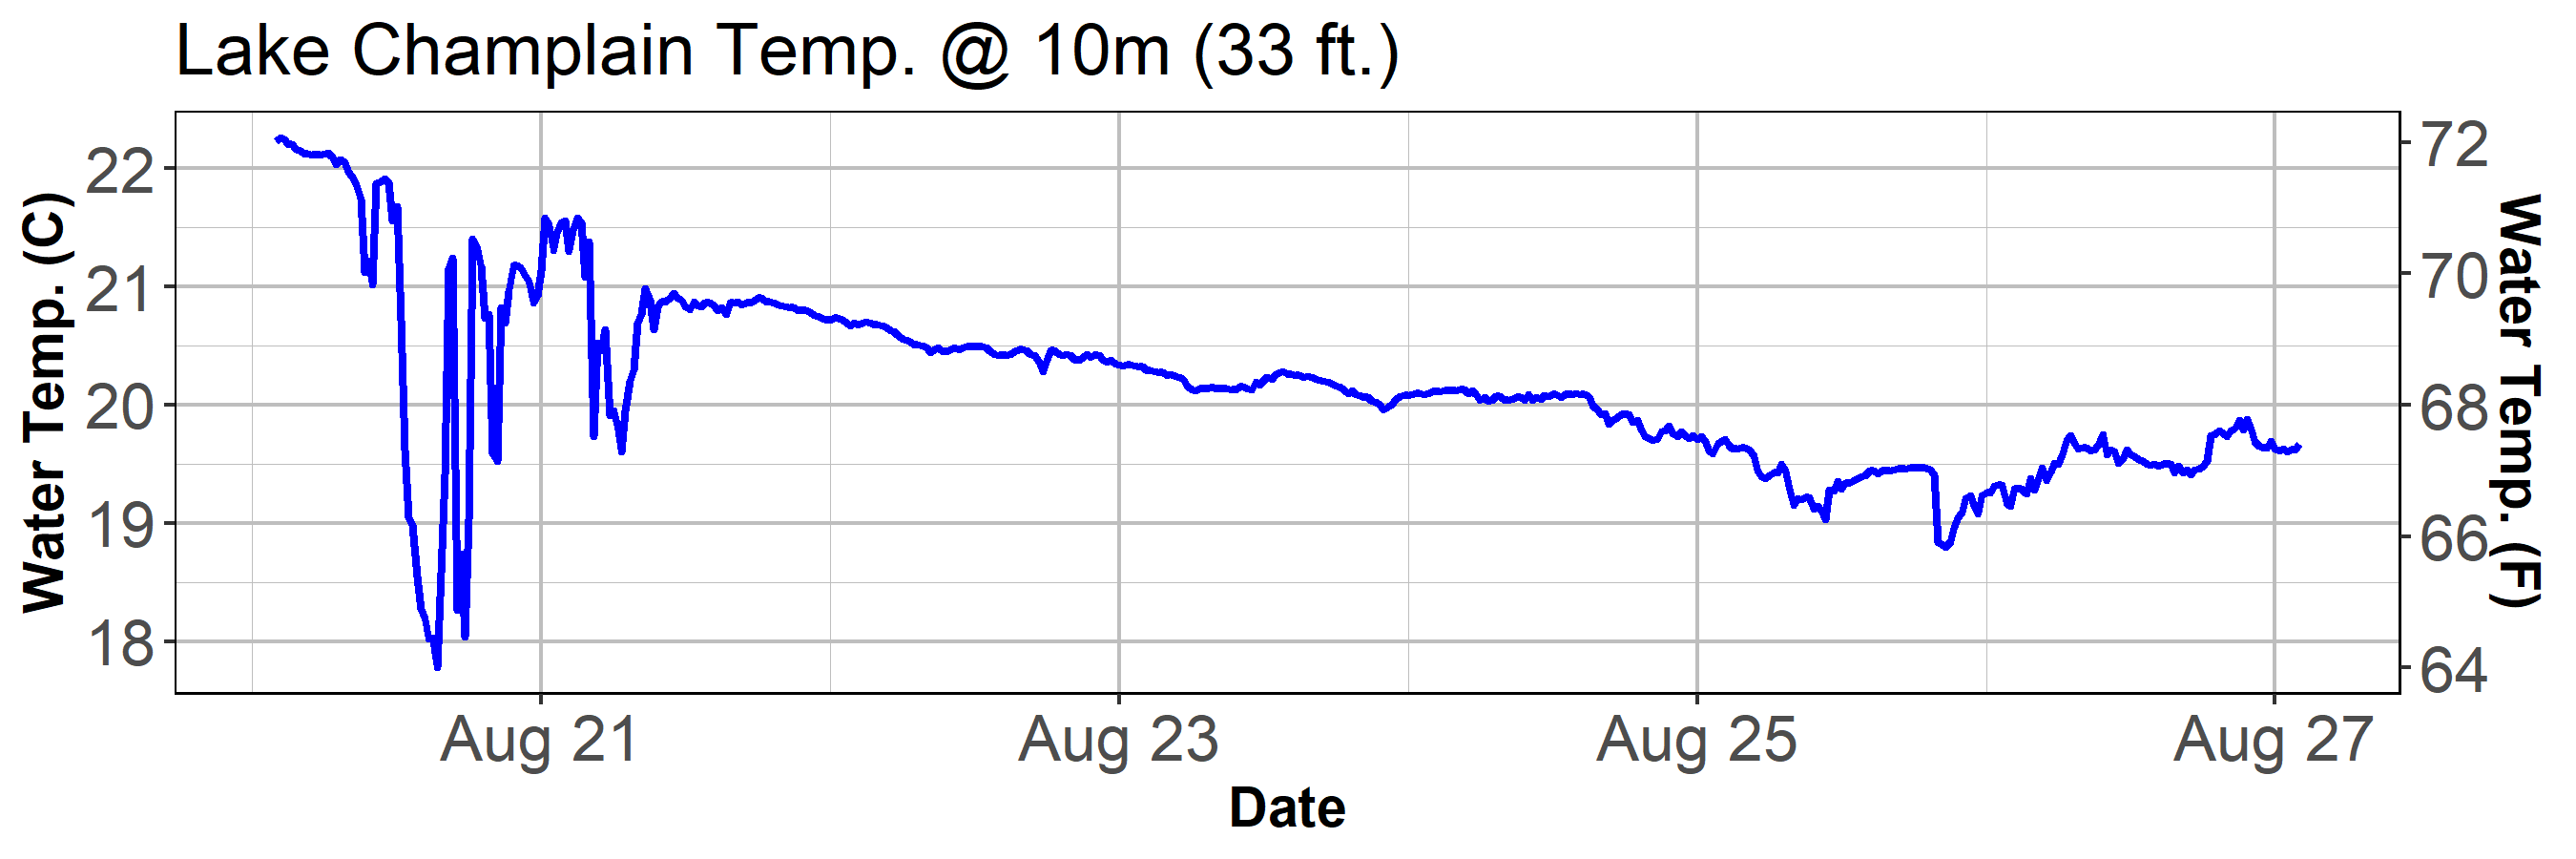 Lake Champlain Temp. @ 10m (33 ft.)
Water Temp. (C)
22
21
20
19
18
72
70
68
66
64
Water Temp. (F)
Aug 21 Aug 23 Aug 25 Aug 27
Date